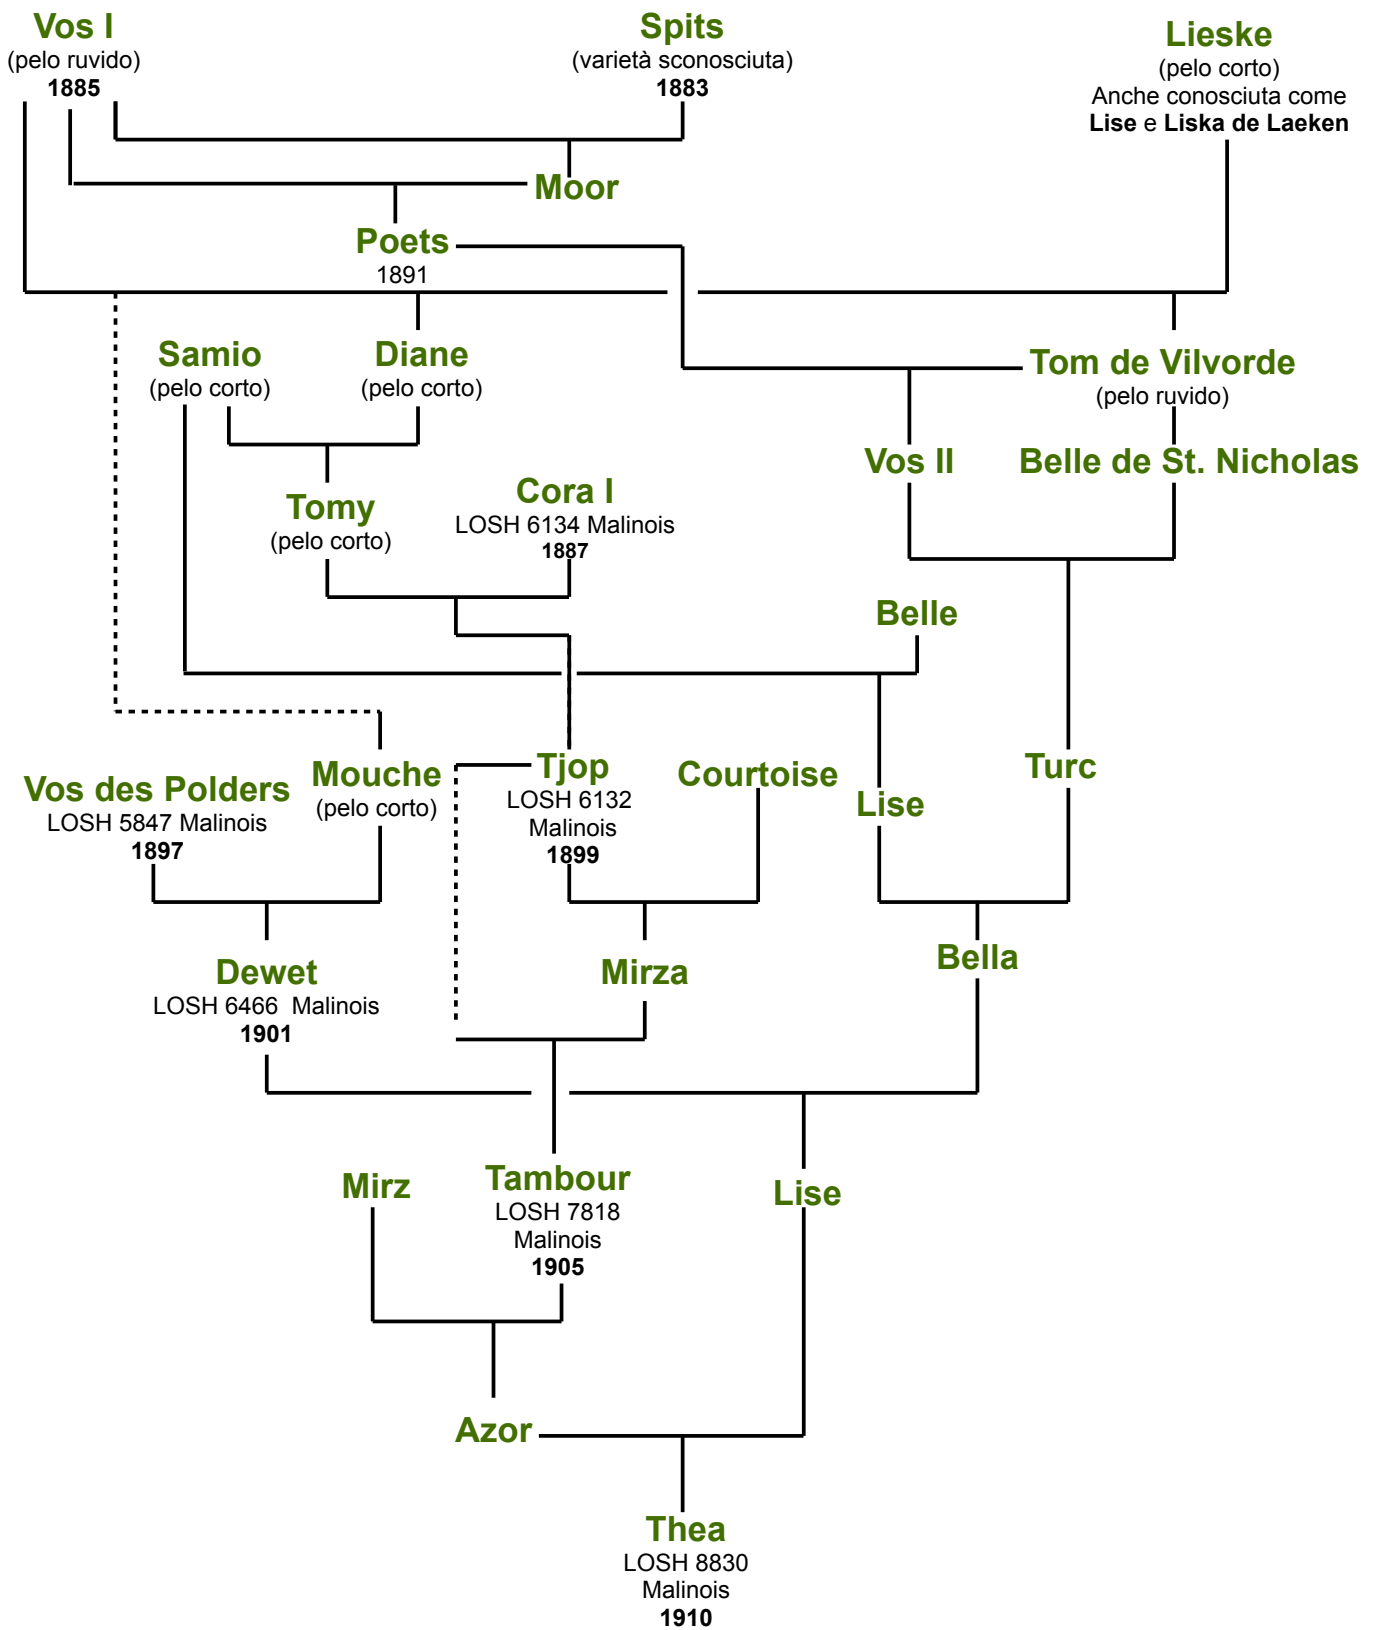 Vos I
(pelo ruvido)
1885
Spits
(varietà sconosciuta)
1883
Lieske
(pelo corto)
Anche conosciuta come
Lise e Liska de Laeken
Moor
Poets
1891
Samio
(pelo corto)
Diane
(pelo corto)
Tom de Vilvorde
(pelo ruvido)
Vos II
Belle de St. Nicholas
Tomy
(pelo corto)
Cora I
LOSH 6134 Malinois
1887
Belle
Vos des Polders
LOSH 5847 Malinois
1897
Mouche
(pelo corto)
Tjop
LOSH 6132
Malinois
1899
Courtoise
Lise
Turc
Dewet
LOSH 6466  Malinois
1901
Mirza
Bella
Mirz
Tambour
LOSH 7818
Malinois
1905
Lise
Azor
Thea
LOSH 8830
Malinois
1910